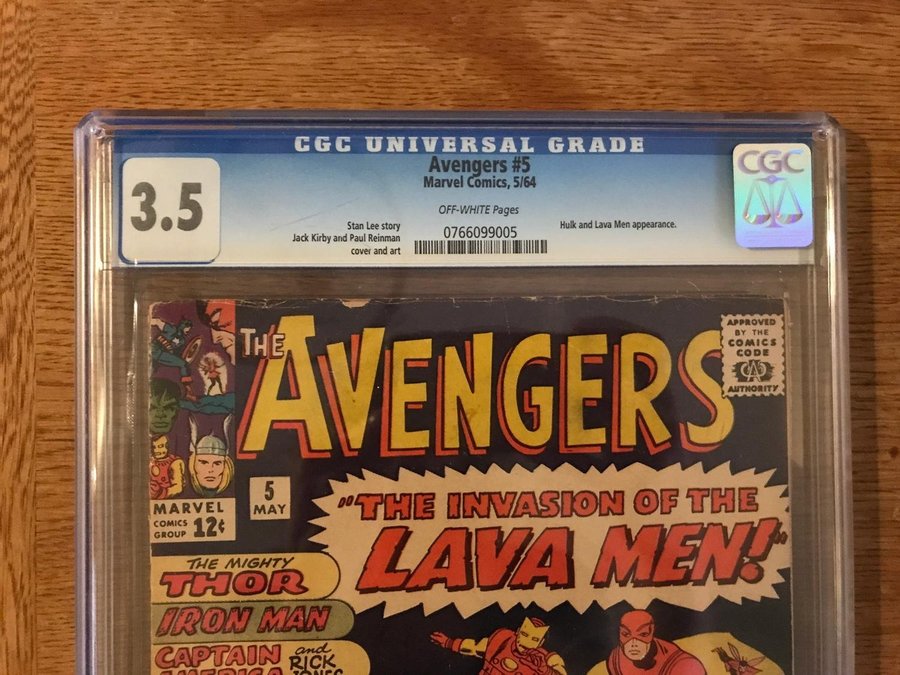 CGC UNIVERSAL GRADE
3.5
Avengers #5
Marvel Comics, 5/64
OFF-WHITE Pages
Stan Lee story
Jack Kirby and Paul Reinman
cover and art
0766099005
Hulk and Lava Men appearance.
CGC
THE AVENGERS
APPROVED
BY THE
COMICS
CODE
CA
AUTHORITY
5
MAY
MARVEL
COMICS
GROUP 12¢
"THE INVASION OF THE
LAVA MEN!"
THE MIGHTY
THOR
IRON MAN
CAPTAIN
AMERICA
and
RICK
JONES